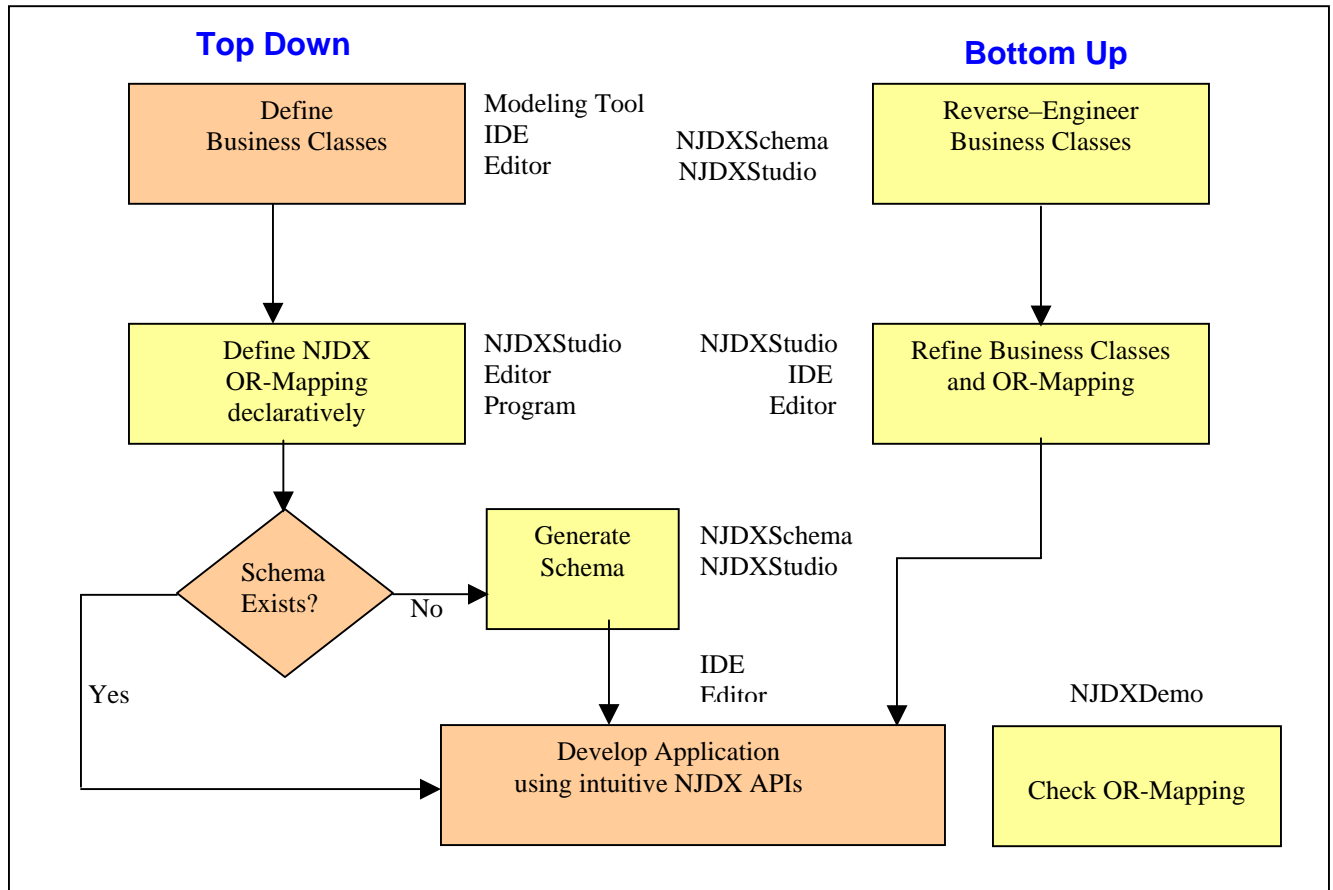 Top Down
Bottom Up
Define
Business Classes
Modeling Tool
IDE
Editor
NJDXSchema
NJDXStudio
Reverse–Engineer
Business Classes
Define NJDX
OR-Mapping
declaratively
NJDXStudio
Editor
Program
NJDXStudio
IDE
Editor
Refine Business Classes
and OR-Mapping
Schema
Exists?
No
Yes
Generate
Schema
NJDXSchema
NJDXStudio
IDE
Editor
Develop Application
using intuitive NJDX APIs
NJDXDemo
Check OR-Mapping